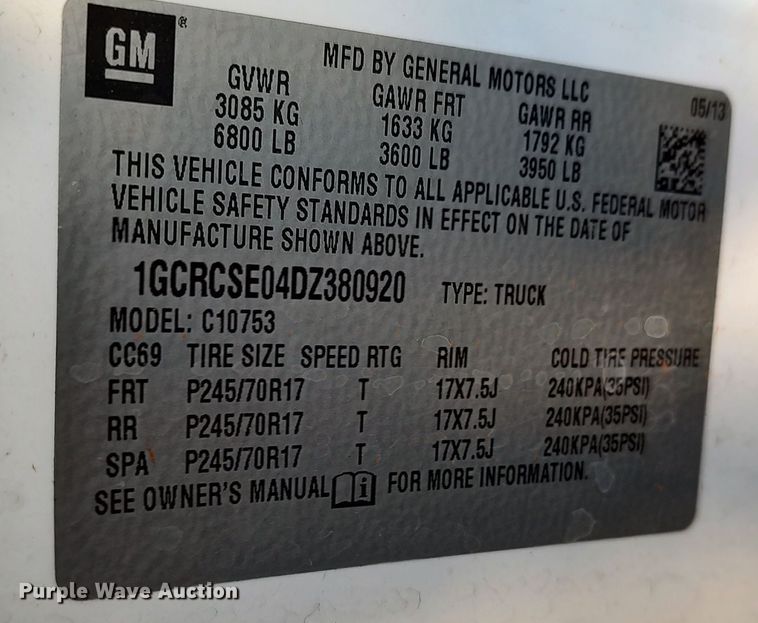 GM ®
MFD BY GENERAL MOTORS LLC
05/13
GVWR GAWR FRT GAWR RR
3085 KG 1633 KG 1792 KG
6800 LB 3600 LB 3950 LB
THIS VEHICLE CONFORMS TO ALL APPLICABLE U.S. FEDERAL MOTOR
VEHICLE SAFETY STANDARDS IN EFFECT ON THE DATE OF
MANUFACTURE SHOWN ABOVE.
1GCRCSE04DZ380920 TYPE: TRUCK
MODEL: C10753
CC69 TIRE SIZE SPEED RTG RIM COLD TIRE PRESSURE
FRT P245/70R17 T 17X7.5J 240KPA(35PSI)
RR P245/70R17 T 17X7.5J 240KPA(35PSI)
SPA P245/70R17 T 17X7.5J 240KPA(35PSI)
SEE OWNER'S MANUAL i FOR MORE INFORMATION.
Purple Wave Auction